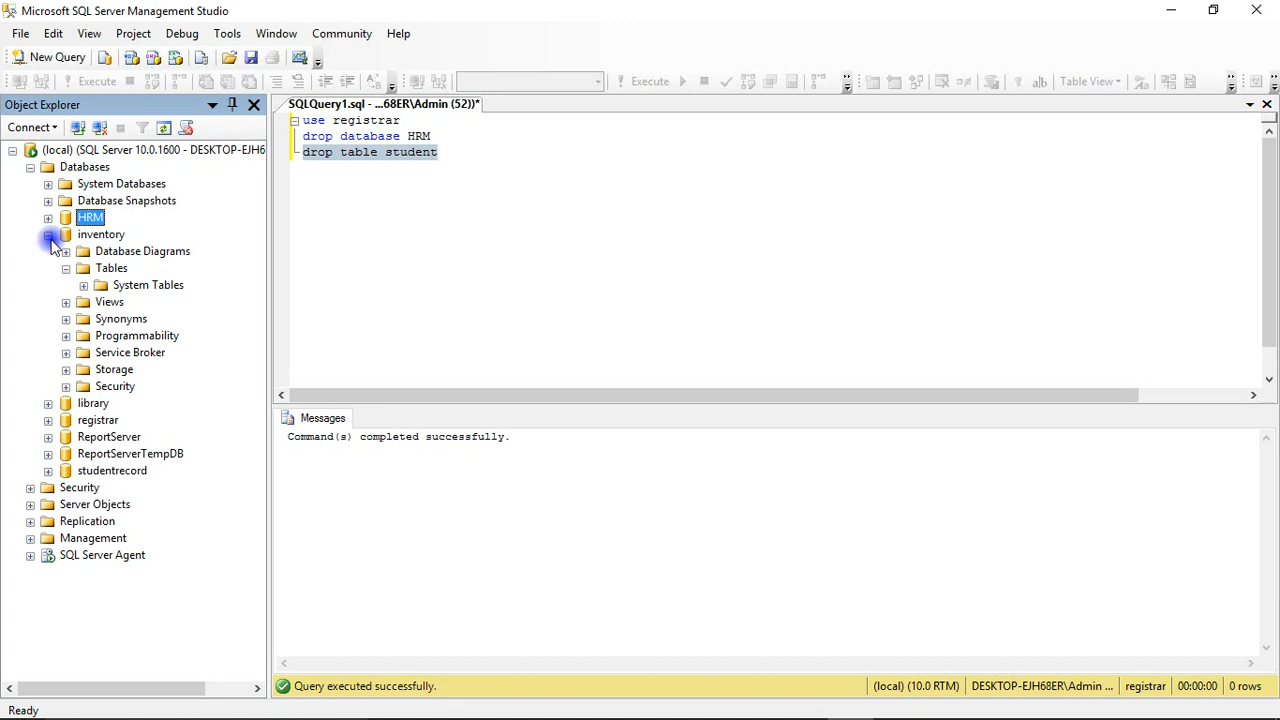 Microsoft SQL Server Management Studio
File Edit View Project Debug Tools Window Community Help
New Query
Execute Execute Table View
Object Explorer
SQLQuery1.sql - ...68ER\Admin (52))*
Connect
(local) (SQL Server 10.0.1600 - DESKTOP-EJH6
Databases
System Databases
Database Snapshots
HRM
inventory
Database Diagrams
Tables
System Tables
Views
Synonyms
Programmability
Service Broker
Storage
Security
library
registrar
ReportServer
ReportServerTempDB
studentrecord
Security
Server Objects
Replication
Management
SQL Server Agent
use registrar
drop database HRM
drop table student
Messages
Command(s) completed successfully.
Query executed successfully.
(local) (10.0 RTM) DESKTOP-EJH68ER\Admin ... registrar 00:00:00 0 rows
Ready